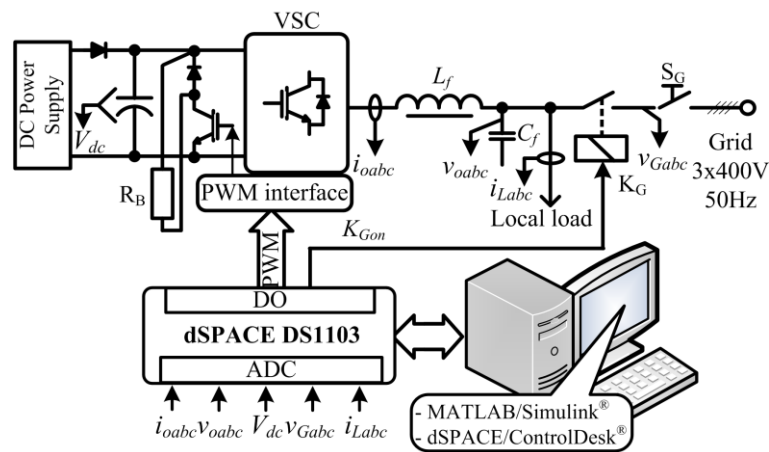 VSC
DC Power
Supply
V_dc
R_B
PWM interface
i_oabc
L_f
v_oabc
C_f
i_Labc
Local load
S_G
K_G
v_Gabc
Grid
3x400V
50Hz
PWM
K_Gon
DO
dSPACE DS1103
ADC
i_oabc v_oabc V_dc v_Gabc i_Labc
- MATLAB/Simulink®
- dSPACE/ControlDesk®